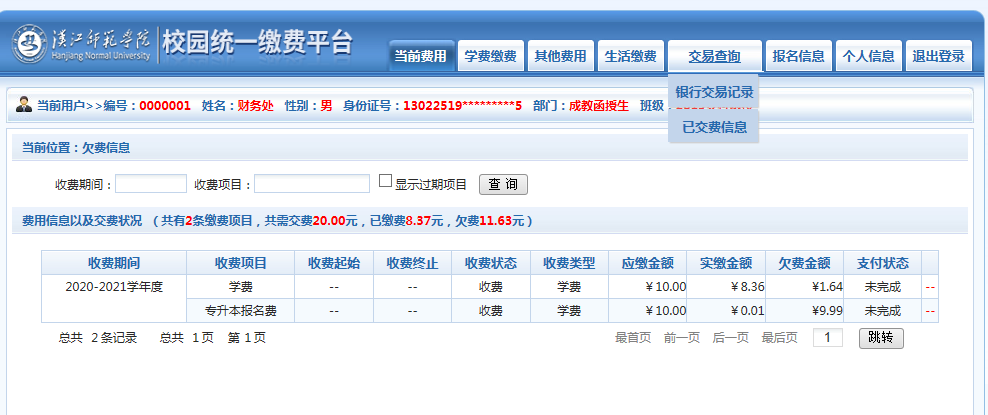 汉江师范学院
Hanjiang Normal University
校园统一缴费平台
当前费用 学费缴费 其他费用 生活缴费 交易查询 报名信息 个人信息 退出登录
银行交易记录
已交费信息
当前用户>>编号：0000001 姓名：财务处 性别：男 身份证号：13022519*********5 部门：成教函授生 班级：
当前位置：欠费信息
收费期间： 收费项目： 显示过期项目 查 询
费用信息以及交费状况 （共有2条缴费项目，共需交费20.00元，已缴费8.37元，欠费11.63元）
收费期间 收费项目 收费起始 收费终止 收费状态 收费类型 应缴金额 实缴金额 欠费金额 支付状态
2020-2021学年度 学费 -- -- 收费 学费 ￥10.00 ￥8.36 ¥1.64 未完成 --
专升本报名费 -- -- 收费 学费 ￥10.00 ￥0.01 ¥9.99 未完成 --
总共 2条记录 总共 1页 第 1页 最首页 前一页 后一页 最后页 1 跳转